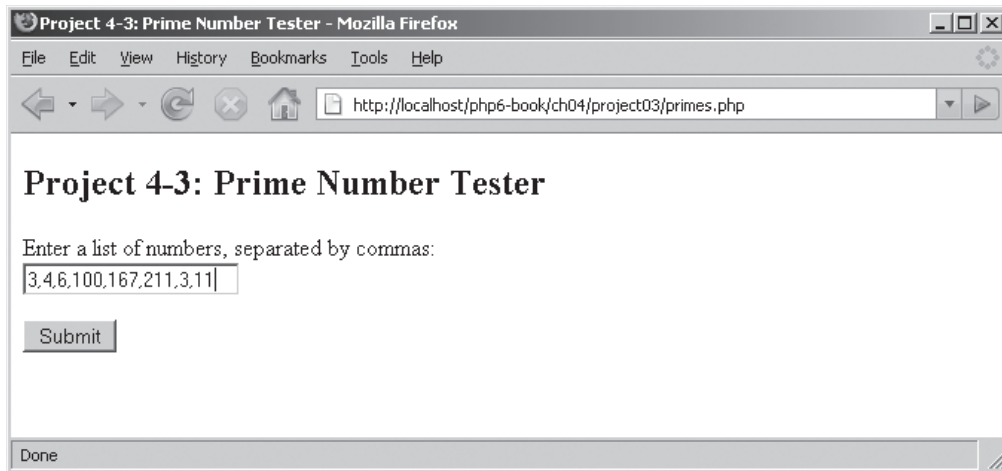 Project 4-3: Prime Number Tester - Mozilla Firefox
File Edit View History Bookmarks Tools Help
http://localhost/php6-book/ch04/project03/primes.php
Project 4-3: Prime Number Tester
Enter a list of numbers, separated by commas:
3,4,6,100,167,211,3,11
Submit
Done